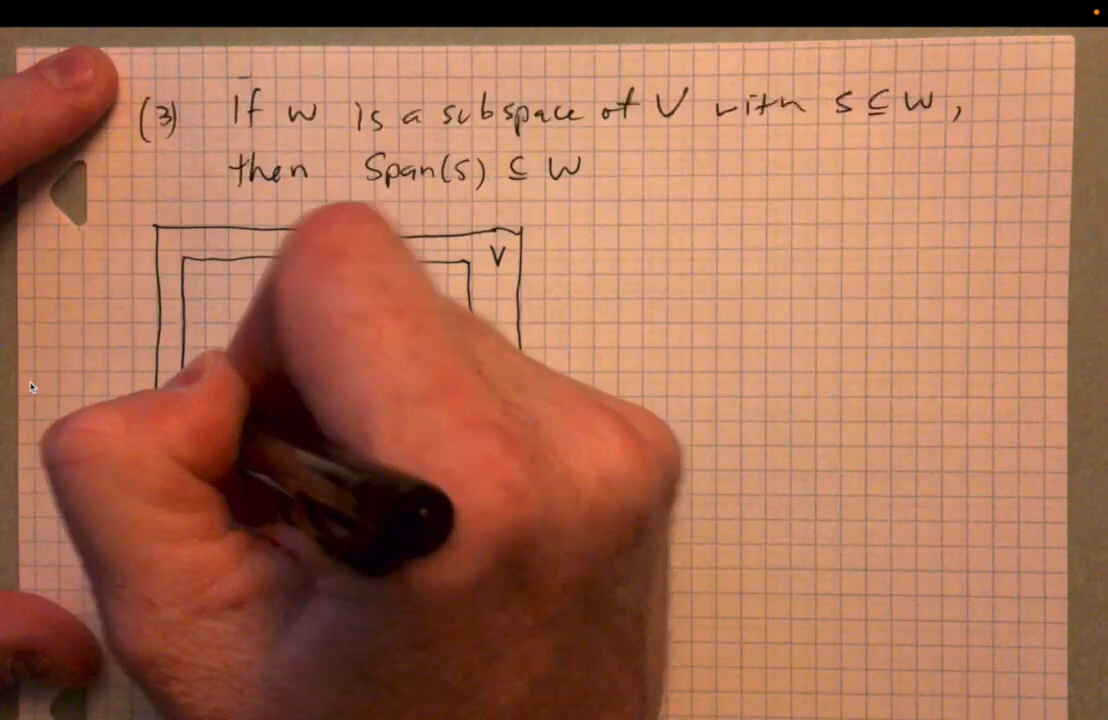 (3) If W is a subspace of V with S ⊆ W,
then Span(S) ⊆ W
V